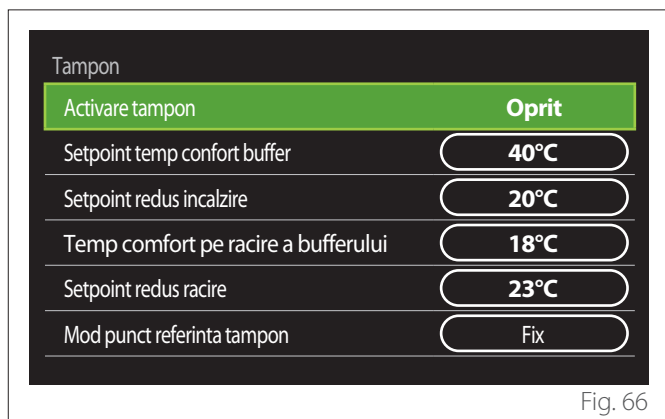 Tampon
Activare tampon Oprit
Setpoint temp confort buffer 40°C
Setpoint redus incalzire 20°C
Temp comfort pe racire a bufferului 18°C
Setpoint redus racire 23°C
Mod punct referinta tampon Fix
Fig. 66